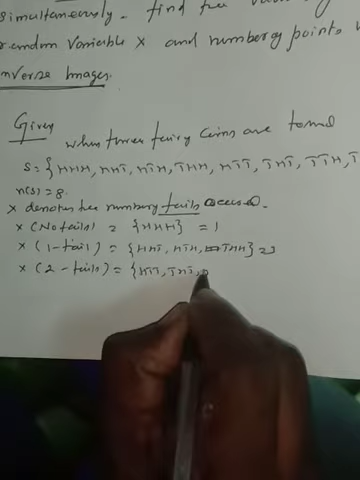 simultaneously. find the
random variable X and number of points
inverse Images.
Given when three fairy coins are tossed
S = { HHH, HHT, HTH, THH, HTT, THT, TTH, T
n(s) = 8.
X denotes the number of tails occurs.
X (No tails) = {HHH} = 1
X (1-tail) = {HHT, HTH, THH} = 3
X (2-tails) = {HTT, THT,